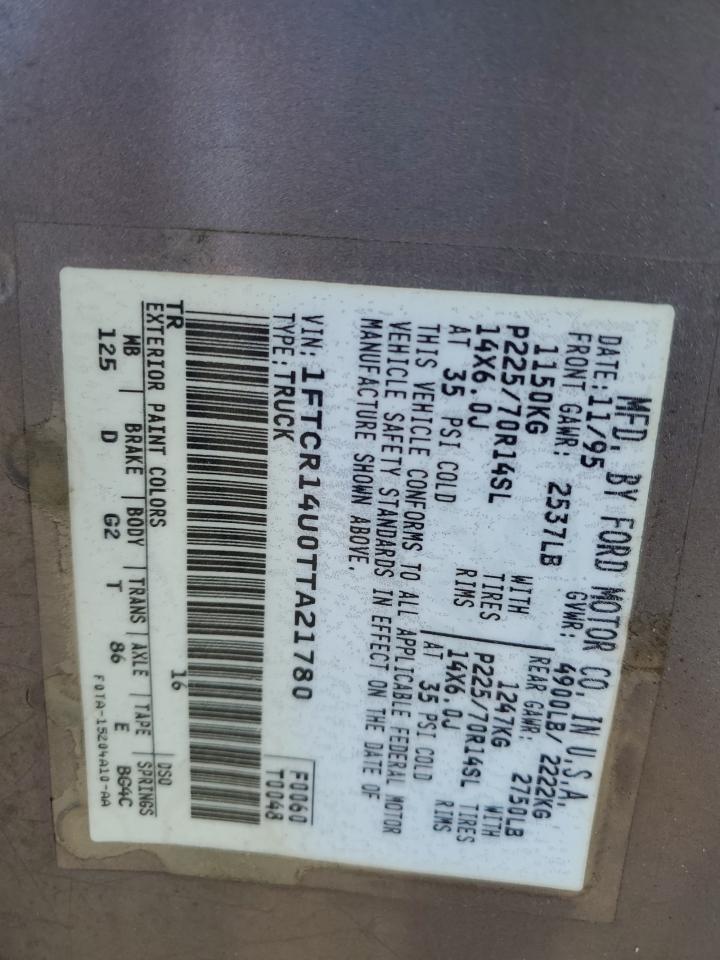 MFD. BY FORD MOTOR CO. IN U.S.A.
DATE: 11/95 GVWR: 4900LB/ 2222KG
FRONT GAWR: 2537LB REAR GAWR: 2750LB
1150KG WITH 1247KG WITH
P225/70R14SL TIRES P225/70R14SL TIRES
14X6.0J RIMS 14X6.0J RIMS
AT 35 PSI COLD AT 35 PSI COLD
THIS VEHICLE CONFORMS TO ALL APPLICABLE FEDERAL MOTOR
VEHICLE SAFETY STANDARDS IN EFFECT ON THE DATE OF
MANUFACTURE SHOWN ABOVE.
VIN: 1FTCR14U0TTA21780 F0060
TYPE: TRUCK T0048
TR 16
EXTERIOR PAINT COLORS DSO
MB BRAKE BODY TRANS AXLE TAPE SPRINGS
125 D G2 T 86 E BG4C
F0TA-15204A10-AA